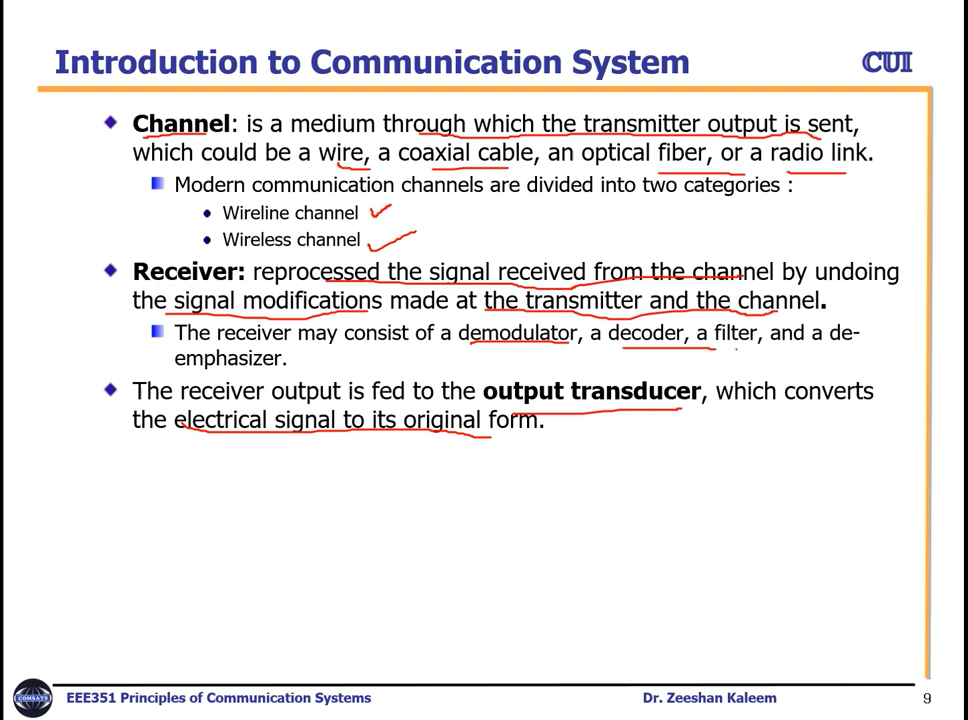 Introduction to Communication System
CUI
Channel: is a medium through which the transmitter output is sent,
which could be a wire, a coaxial cable, an optical fiber, or a radio link.
Modern communication channels are divided into two categories :
Wireline channel
Wireless channel
Receiver: reprocessed the signal received from the channel by undoing
the signal modifications made at the transmitter and the channel.
The receiver may consist of a demodulator, a decoder, a filter, and a de-
emphasizer.
The receiver output is fed to the output transducer, which converts
the electrical signal to its original form.
COMSATS
EEE351 Principles of Communication Systems
Dr. Zeeshan Kaleem
9